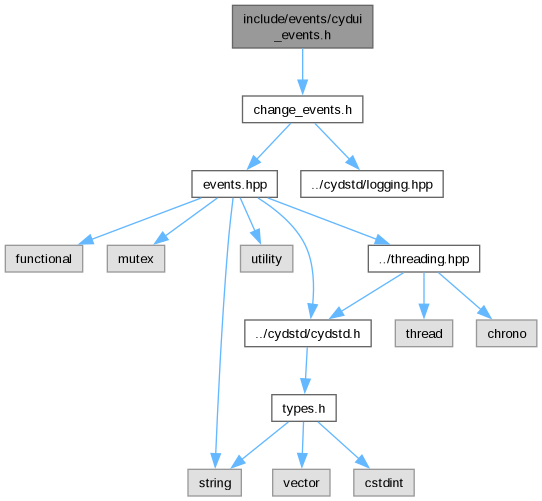 include/events/cydui
_events.h
change_events.h
events.hpp
../cydstd/logging.hpp
functional
mutex
utility
../threading.hpp
../cydstd/cydstd.h
thread
chrono
types.h
string
vector
cstdint